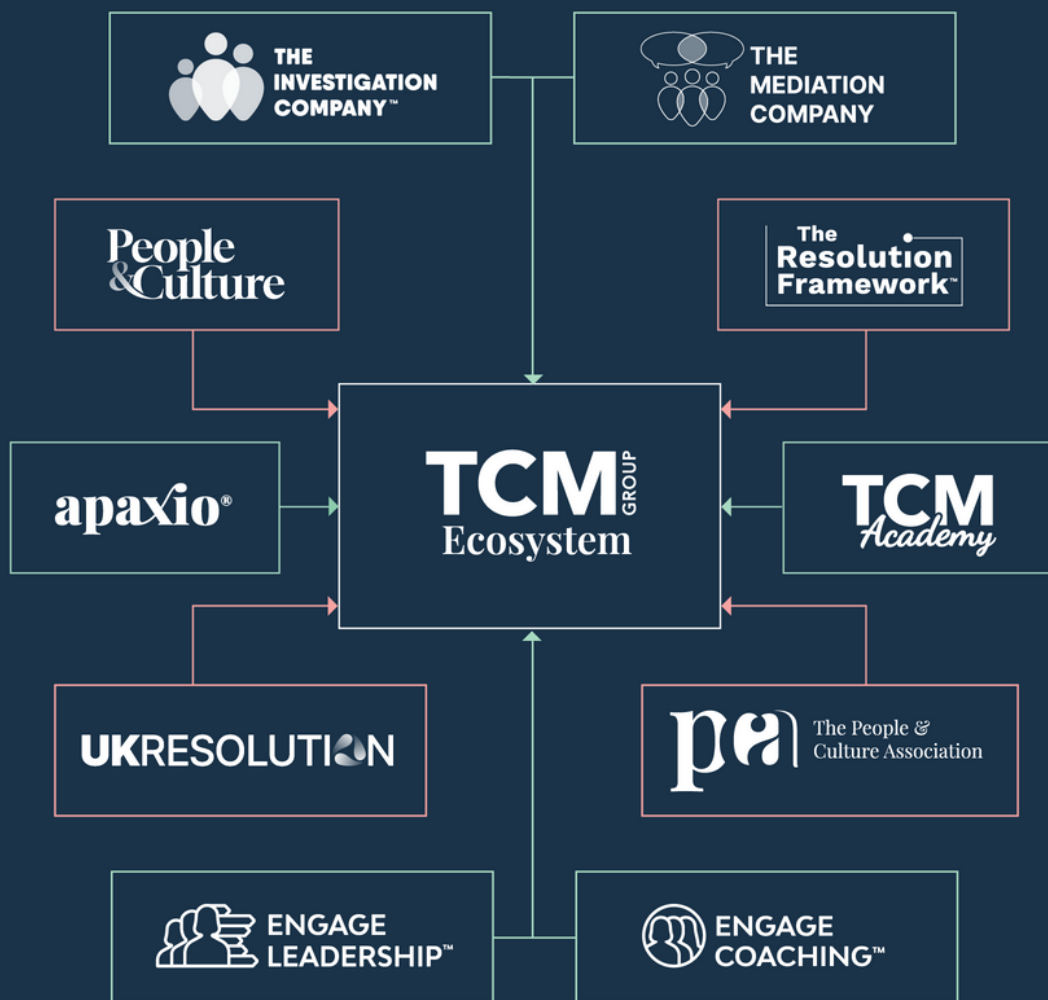 THE
INVESTIGATION
COMPANY™
THE
MEDIATION
COMPANY
People
&Culture
The
Resolution
Framework™
apaxio®
TCM GROUP
Ecosystem
TCM
Academy
UKRESOLUTION
pca
The People &
Culture Association
ENGAGE
LEADERSHIP™
ENGAGE
COACHING™